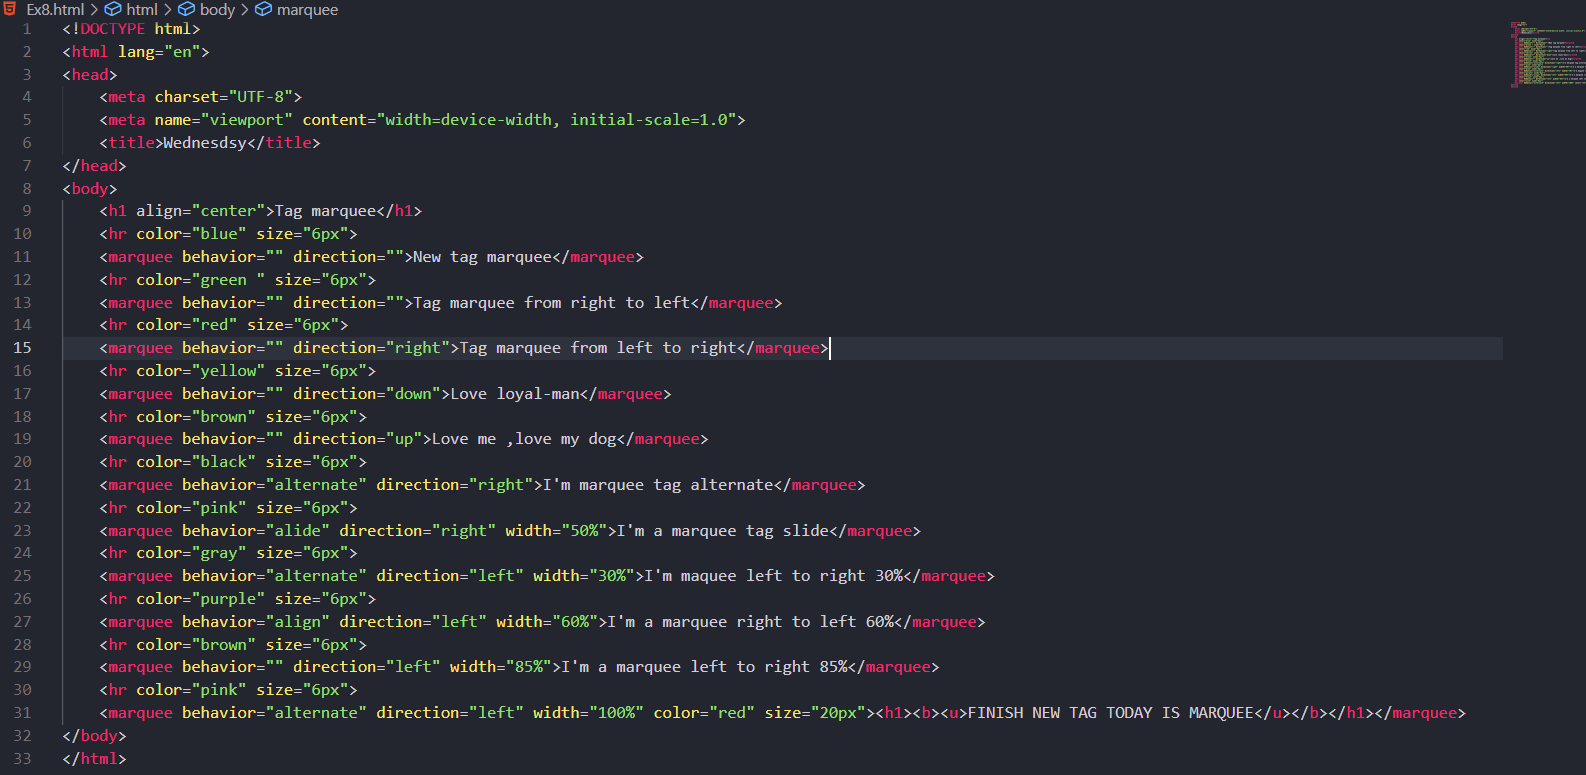 Ex8.html > html > body > marquee
1 <!DOCTYPE html>
2 <html lang="en">
3 <head>
4     <meta charset="UTF-8">
5     <meta name="viewport" content="width=device-width, initial-scale=1.0">
6     <title>Wednesdsy</title>
7 </head>
8 <body>
9     <h1 align="center">Tag marquee</h1>
10     <hr color="blue" size="6px">
11     <marquee behavior="" direction="">New tag marquee</marquee>
12     <hr color="green " size="6px">
13     <marquee behavior="" direction="">Tag marquee from right to left</marquee>
14     <hr color="red" size="6px">
15     <marquee behavior="" direction="right">Tag marquee from left to right</marquee>
16     <hr color="yellow" size="6px">
17     <marquee behavior="" direction="down">Love loyal-man</marquee>
18     <hr color="brown" size="6px">
19     <marquee behavior="" direction="up">Love me ,love my dog</marquee>
20     <hr color="black" size="6px">
21     <marquee behavior="alternate" direction="right">I'm marquee tag alternate</marquee>
22     <hr color="pink" size="6px">
23     <marquee behavior="alide" direction="right" width="50%">I'm a marquee tag slide</marquee>
24     <hr color="gray" size="6px">
25     <marquee behavior="alternate" direction="left" width="30%">I'm maquee left to right 30%</marquee>
26     <hr color="purple" size="6px">
27     <marquee behavior="align" direction="left" width="60%">I'm a marquee right to left 60%</marquee>
28     <hr color="brown" size="6px">
29     <marquee behavior="" direction="left" width="85%">I'm a marquee left to right 85%</marquee>
30     <hr color="pink" size="6px">
31     <marquee behavior="alternate" direction="left" width="100%" color="red" size="20px"><h1><b><u>FINISH NEW TAG TODAY IS MARQUEE</u></b></h1></marquee>
32 </body>
33 </html>